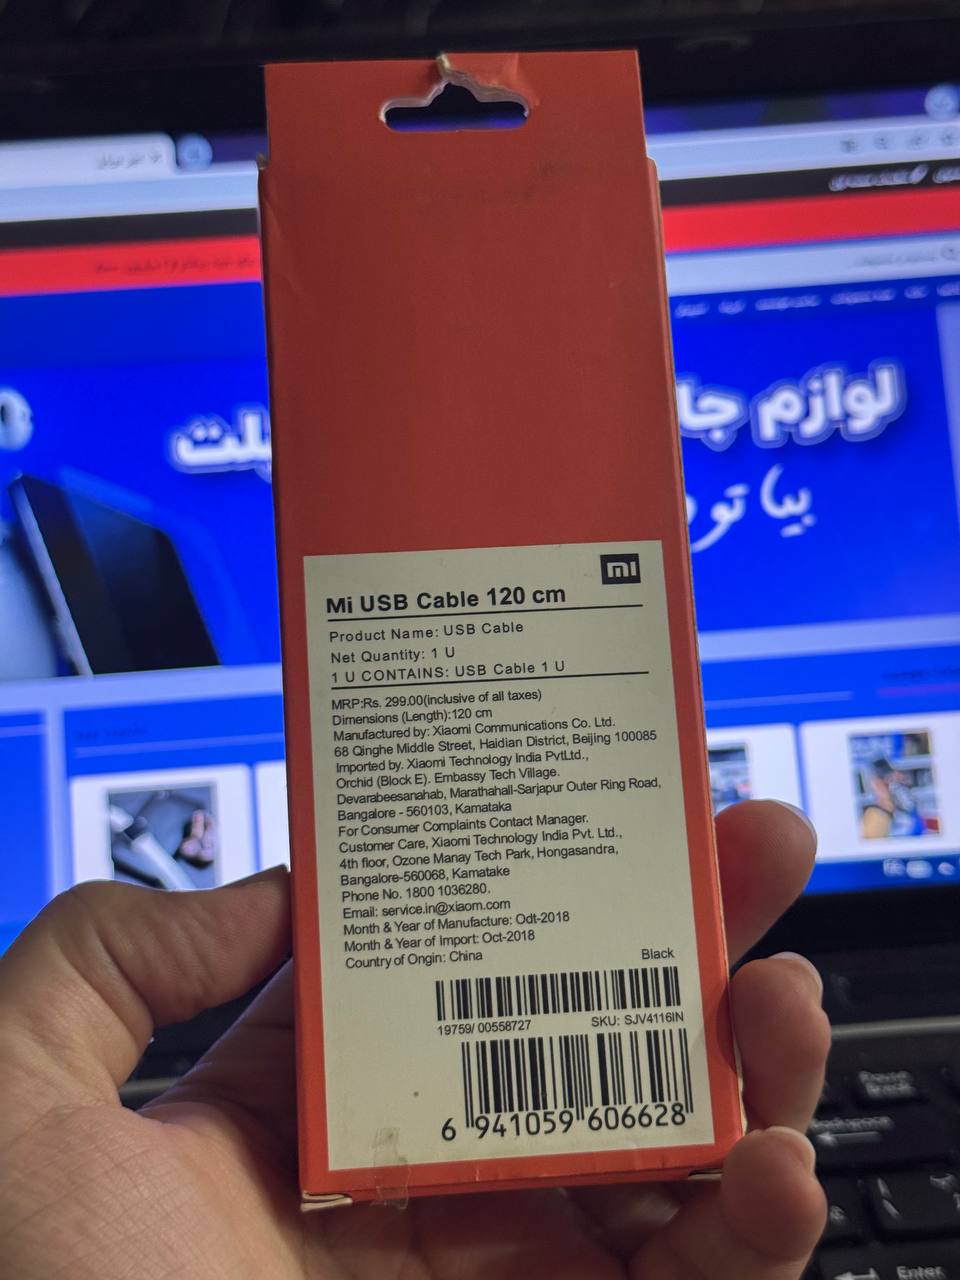 لوازم جا
یلت
بیا تو
mi
Mi USB Cable 120 cm
Product Name: USB Cable
Net Quantity: 1 U
1 U CONTAINS: USB Cable 1 U
MRP:Rs. 299.00(inclusive of all taxes)
Dimensions (Length):120 cm
Manufactured by: Xiaomi Communications Co. Ltd.
68 Qinghe Middle Street, Haidian District, Beijing 100085
Imported by. Xiaomi Technology India PvtLtd.,
Orchid (Block E). Embassy Tech Village.
Devarabeesanahab, Marathahall-Sarjapur Outer Ring Road,
Bangalore - 560103, Kamataka
For Consumer Complaints Contact Manager.
Customer Care, Xiaomi Technology India Pvt. Ltd.,
4th floor, Ozone Manay Tech Park, Hongasandra,
Bangalore-560068, Kamatake
Phone No. 1800 1036280.
Email: service.in@xiaom.com
Month & Year of Manufacture: Odt-2018
Month & Year of Import: Oct-2018
Country of Origin: China
Black
19759/ 00558727
SKU: SJV4116IN
6 941059 606628
Pause
Break
Enter